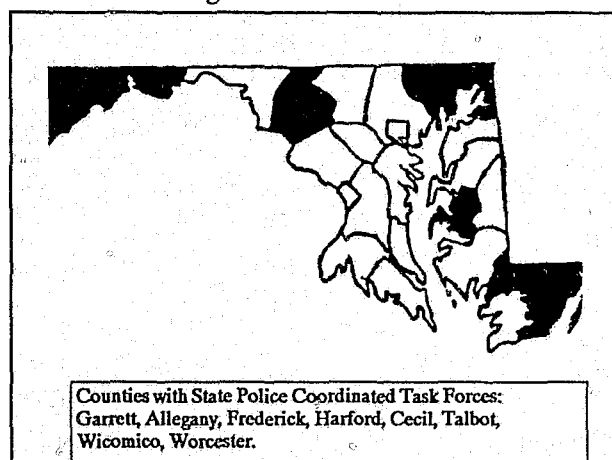 Counties with State Police Coordinated Task Forces:
Garrett, Allegany, Frederick, Harford, Cecil, Talbot,
Wicomico, Worcester.